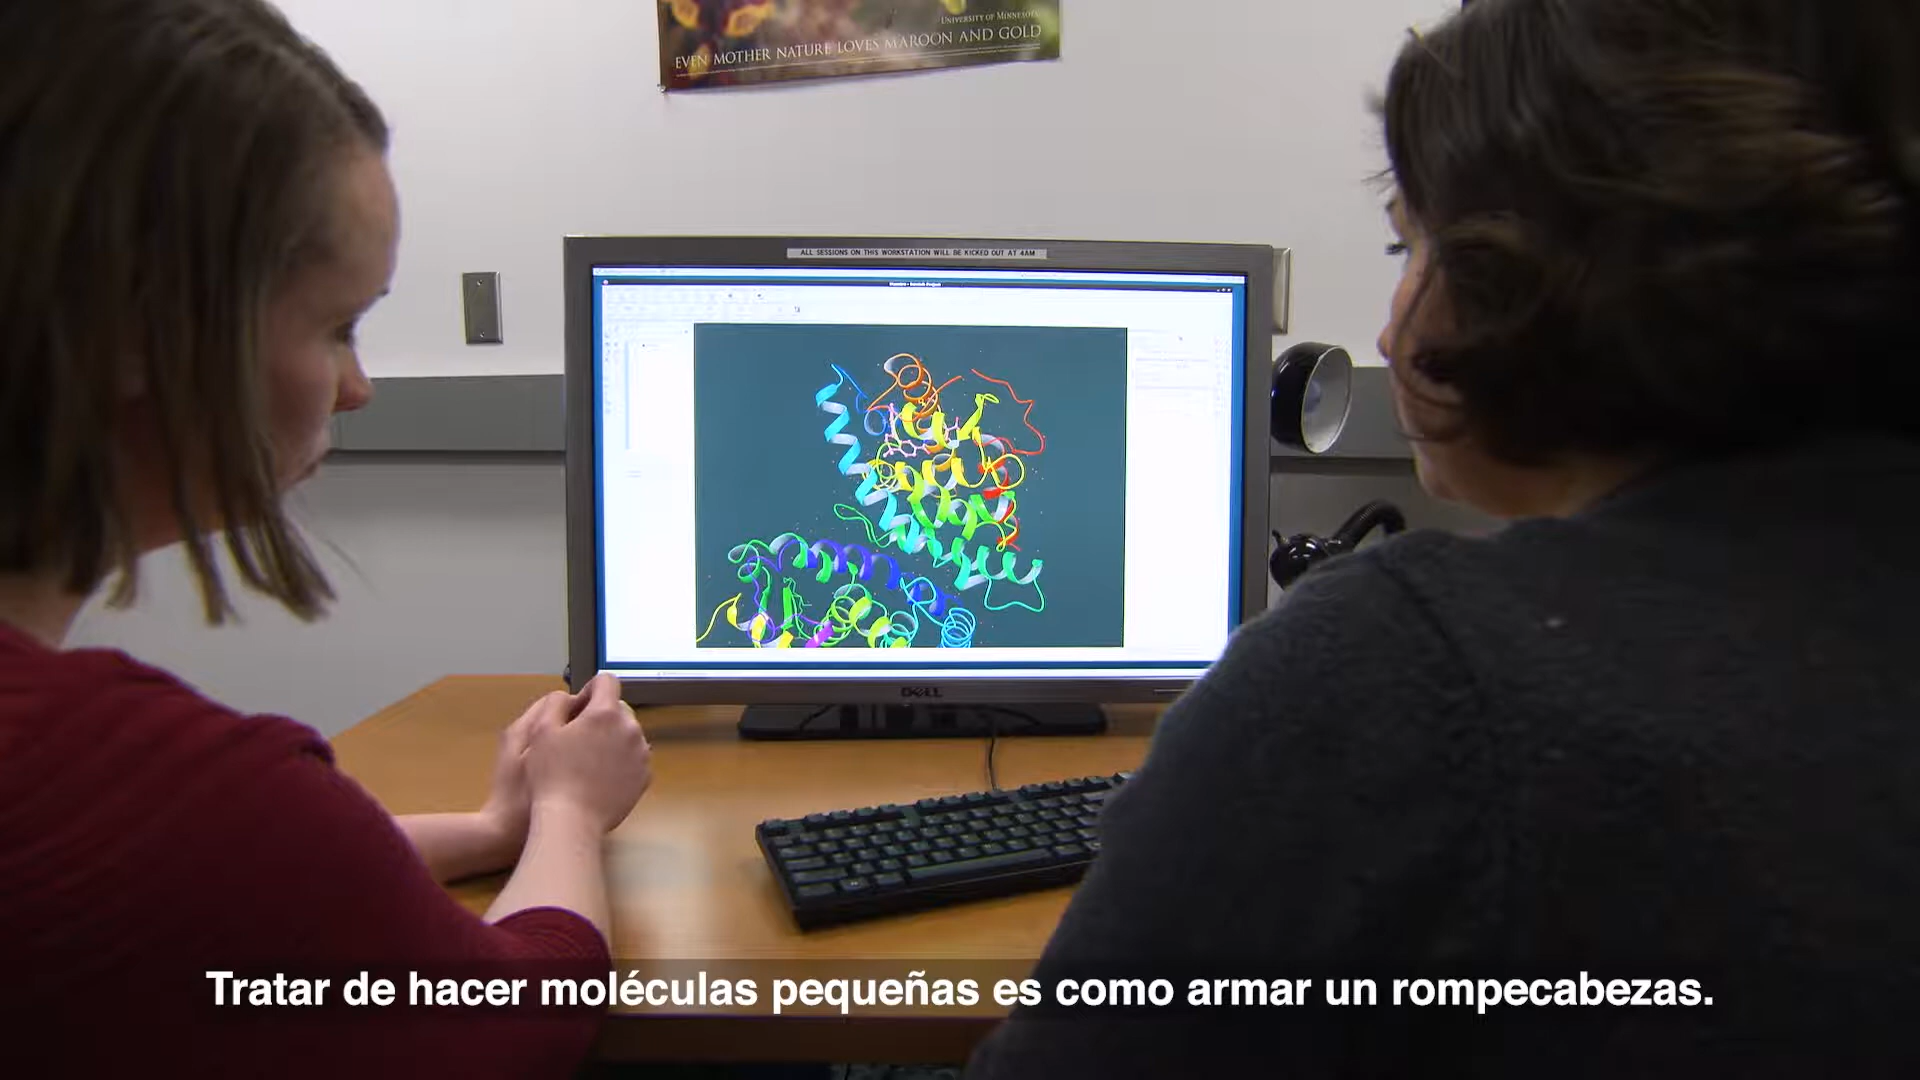 UNIVERSITY OF MINNESOTA
EVEN MOTHER NATURE LOVES MAROON AND GOLD
ALL SESSIONS ON THIS WORKSTATION WILL BE KICKED OUT AT 4AM
DELL
Tratar de hacer moléculas pequeñas es como armar un rompecabezas.